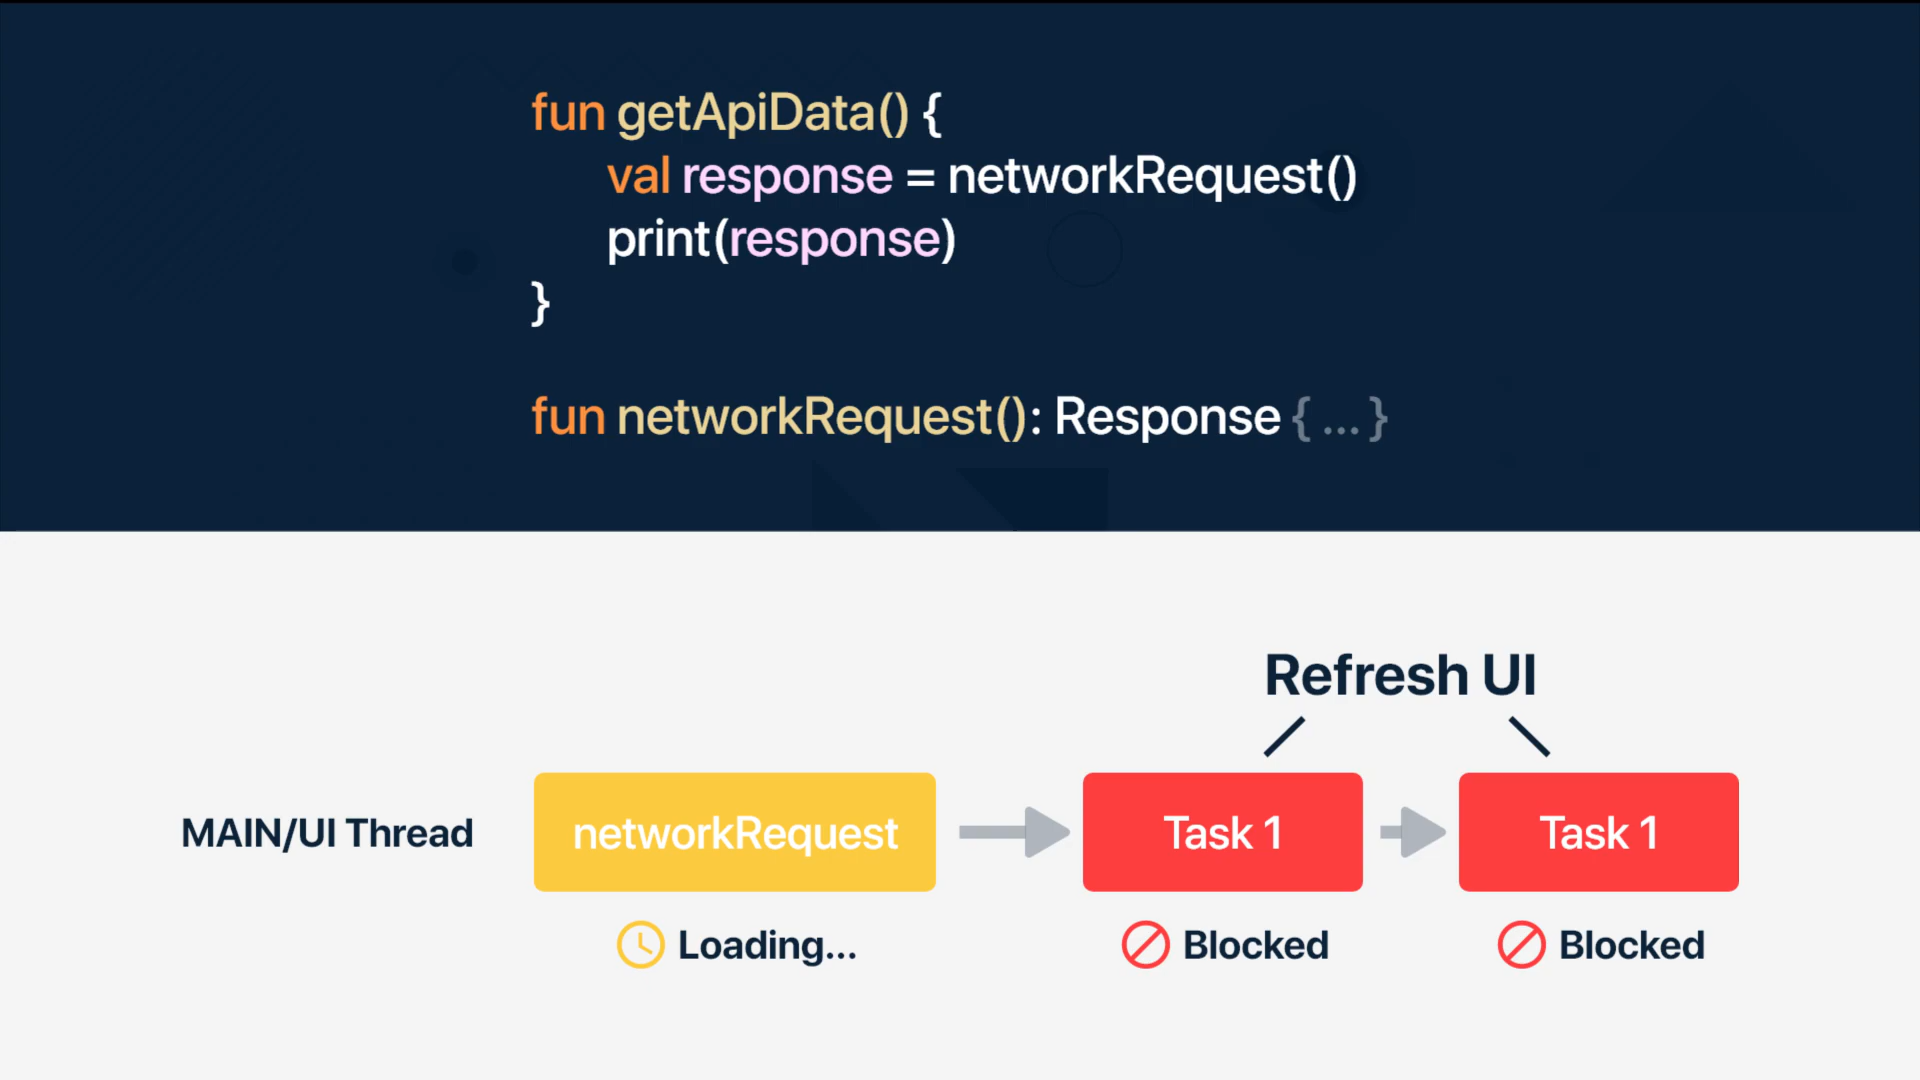 fun getApiData() {
val response = networkRequest()
print(response)
}
fun networkRequest(): Response { ... }
Refresh UI
MAIN/UI Thread
networkRequest
Task 1
Task 1
Loading...
Blocked
Blocked